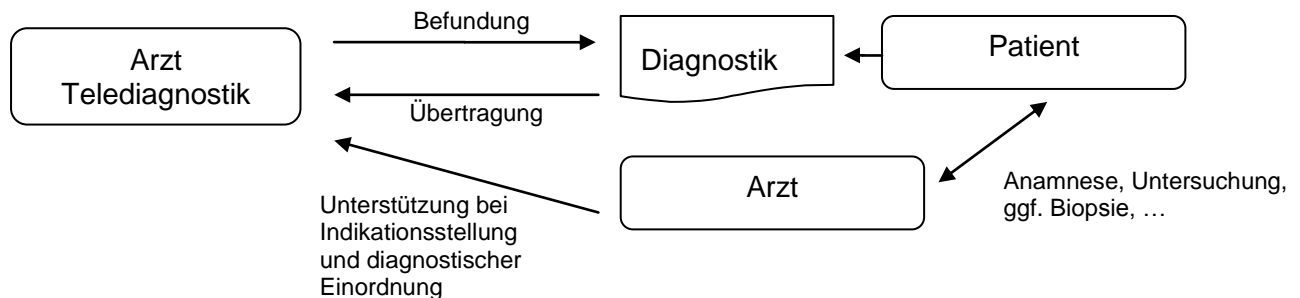 Befundung
Arzt
Telediagnostik
Diagnostik
Patient
Übertragung
Arzt
Anamnese, Untersuchung,
ggf. Biopsie, …
Unterstützung bei
Indikationsstellung
und diagnostischer
Einordnung